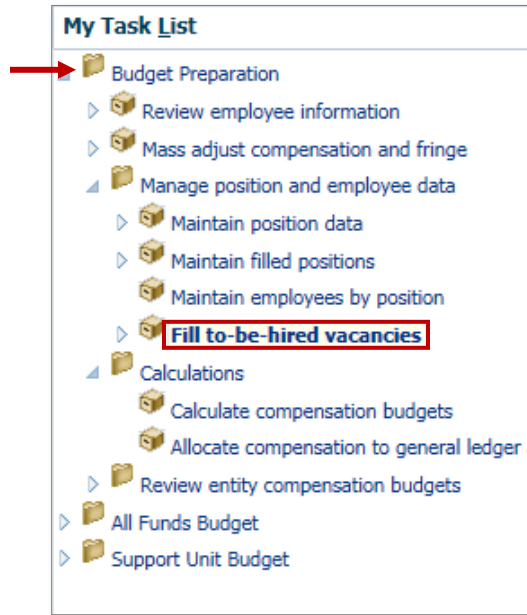 My Task List
Budget Preparation
Review employee information
Mass adjust compensation and fringe
Manage position and employee data
Maintain position data
Maintain filled positions
Maintain employees by position
Fill to-be-hired vacancies
Calculations
Calculate compensation budgets
Allocate compensation to general ledger
Review entity compensation budgets
All Funds Budget
Support Unit Budget